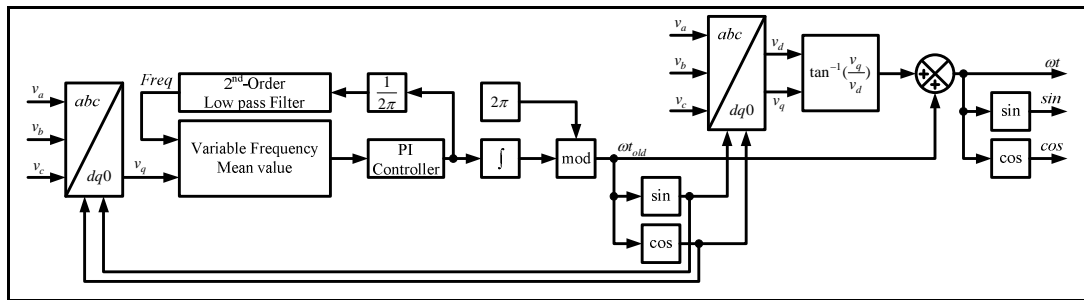 v_a
v_b
v_c
abc
dq0
v_q
Freq
2nd-Order
Low pass Filter
Variable Frequency
Mean value
1
2π
PI
Controller
∫
2π
mod
ωt_old
sin
cos
v_a
v_b
v_c
abc
dq0
v_d
v_q
tan⁻¹(v_q/v_d)
+
+
ωt
sin
sin
cos
cos